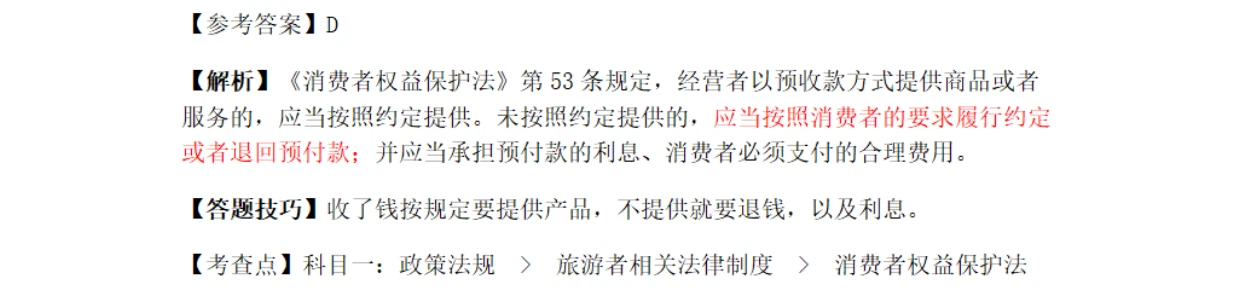 【参考答案】D
【解析】《消费者权益保护法》第 53 条规定，经营者以预收款方式提供商品或者
服务的，应当按照约定提供。未按照约定提供的，应当按照消费者的要求履行约定
或者退回预付款；并应当承担预付款的利息、消费者必须支付的合理费用。
【答题技巧】收了钱按规定要提供产品，不提供就要退钱，以及利息。
【考查点】科目一：政策法规 > 旅游者相关法律制度 > 消费者权益保护法